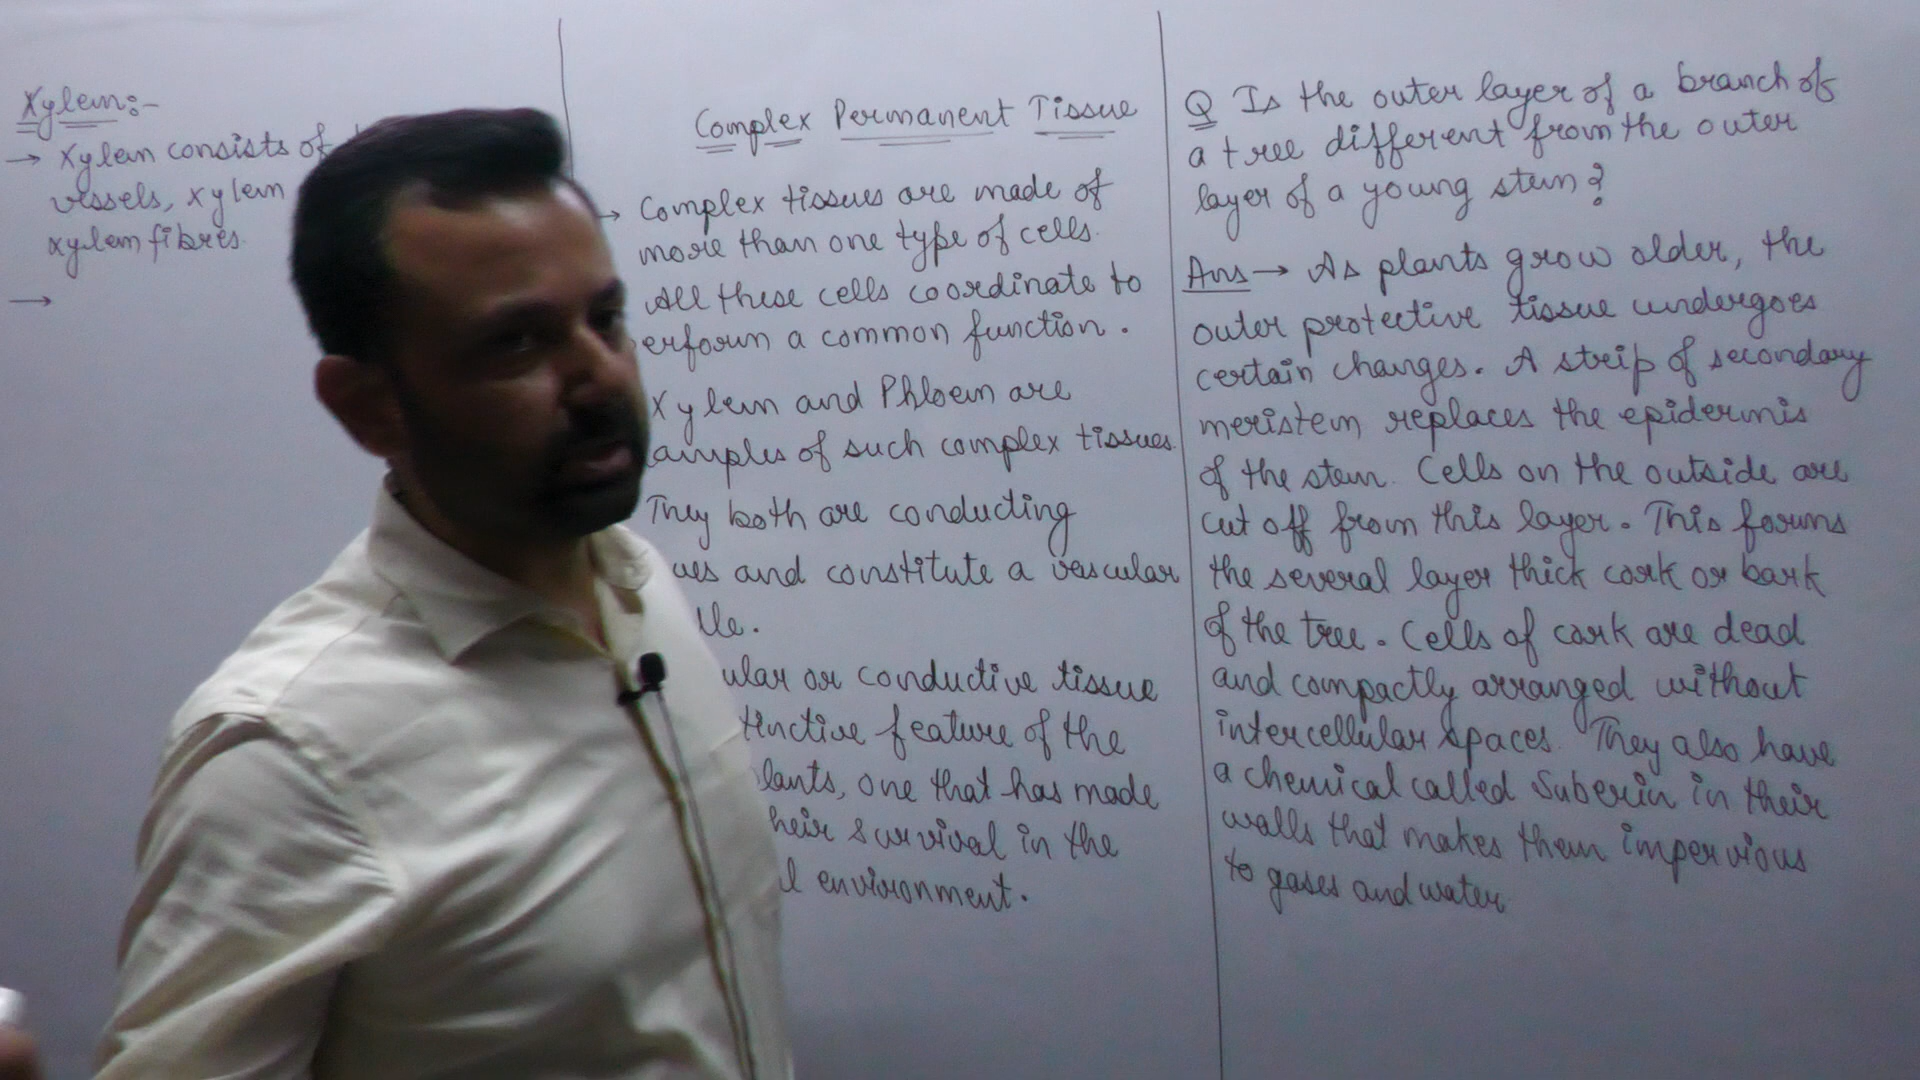 Xylem:-
→ Xylem consists of
vessels, xylem
xylem fibres.
→
Complex Permanent Tissue
→ Complex tissues are made of
more than one type of cells.
All these cells coordinate to
erform a common function.
Xylem and Phloem are
amples of such complex tissues.
They both are conducting
ues and constitute a vascular
lle.
ular or conductive tissue
tinctive feature of the
lants, one that has made
heir survival in the
l environment.
Q Is the outer layer of a branch of
a tree different from the outer
layer of a young stem?
Ans → As plants grow older, the
outer protective tissue undergoes
certain changes. A strip of secondary
meristem replaces the epidermis
of the stem. Cells on the outside are
cut off from this layer. This forms
the several layer thick cork or bark
of the tree. Cells of cork are dead
and compactly arranged without
intercellular spaces. They also have
a chemical called Suberin in their
walls that makes them impervious
to gases and water.